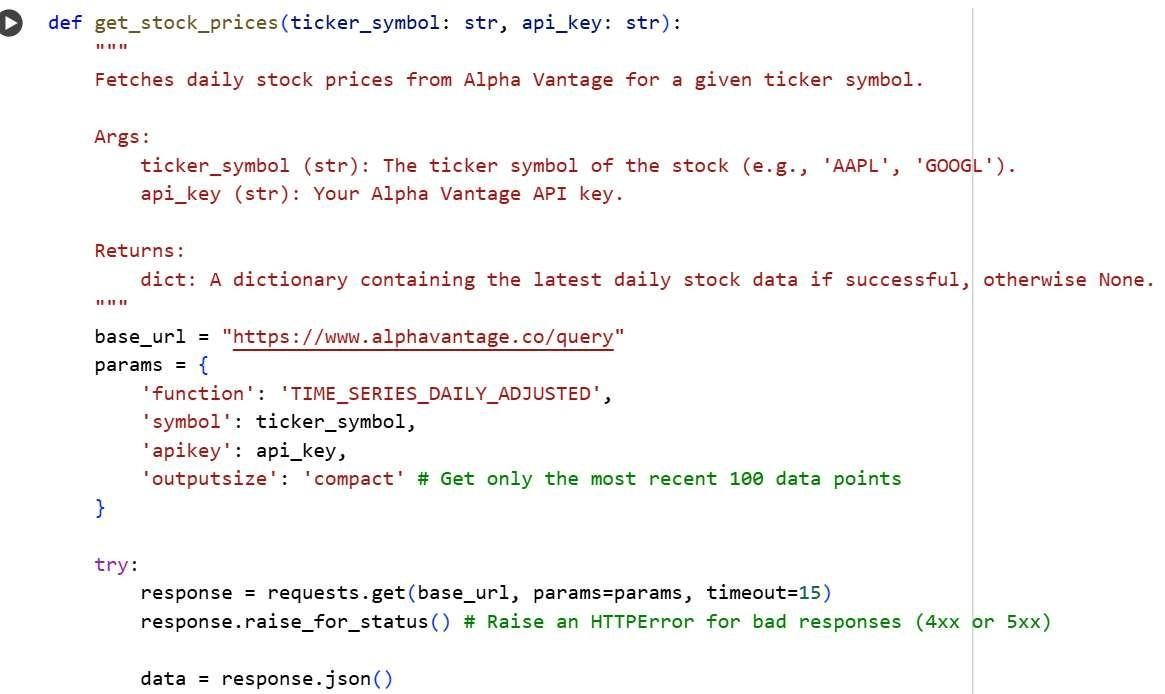 def get_stock_prices(ticker_symbol: str, api_key: str):
    """
    Fetches daily stock prices from Alpha Vantage for a given ticker symbol.

    Args:
        ticker_symbol (str): The ticker symbol of the stock (e.g., 'AAPL', 'GOOGL').
        api_key (str): Your Alpha Vantage API key.

    Returns:
        dict: A dictionary containing the latest daily stock data if successful, otherwise None.
    """
    base_url = "https://www.alphavantage.co/query"
    params = {
        'function': 'TIME_SERIES_DAILY_ADJUSTED',
        'symbol': ticker_symbol,
        'apikey': api_key,
        'outputsize': 'compact' # Get only the most recent 100 data points
    }

    try:
        response = requests.get(base_url, params=params, timeout=15)
        response.raise_for_status() # Raise an HTTPError for bad responses (4xx or 5xx)

        data = response.json()